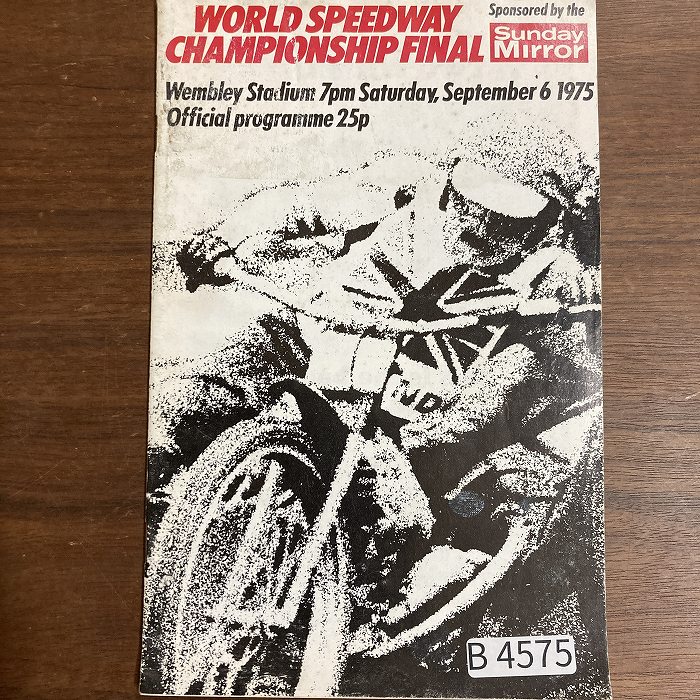 WORLD SPEEDWAY
CHAMPIONSHIP FINAL
Sponsored by the
Sunday
Mirror
Wembley Stadium 7pm Saturday, September 6 1975
Official programme 25p
B 4575